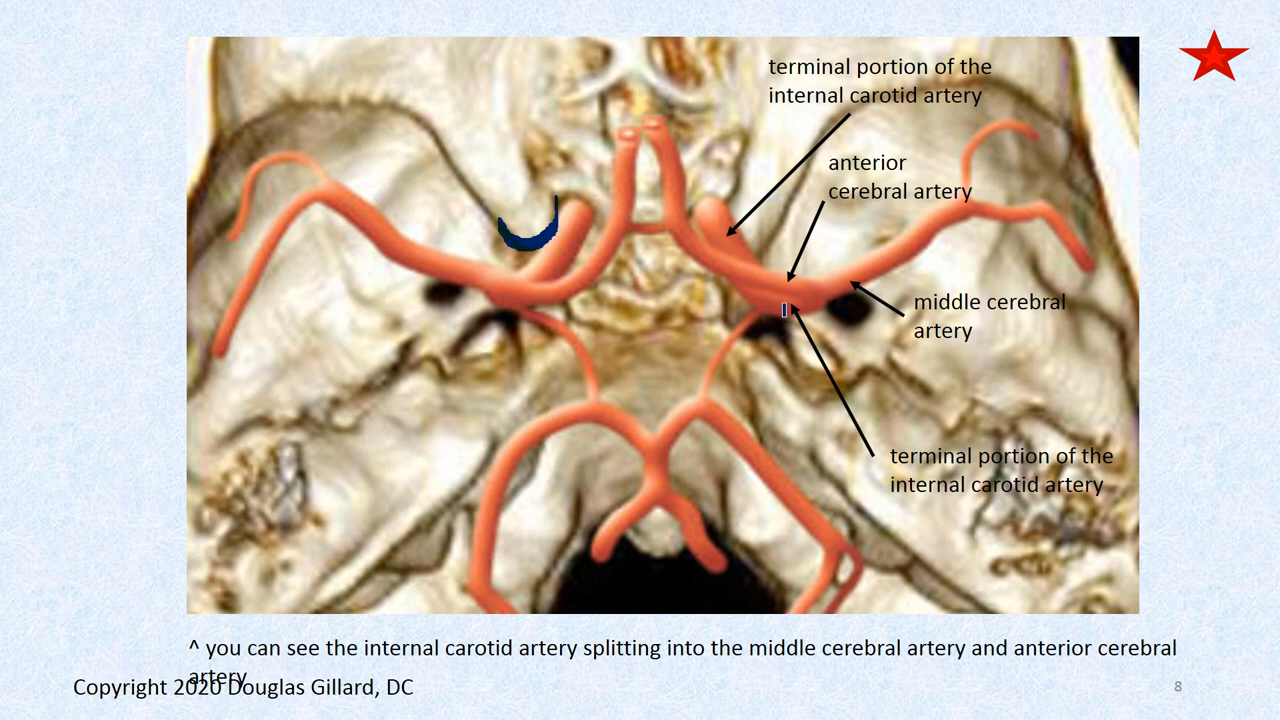 terminal portion of the
internal carotid artery
anterior
cerebral artery
middle cerebral
artery
terminal portion of the
internal carotid artery
^ you can see the internal carotid artery splitting into the middle cerebral artery and anterior cerebral
artery
Copyright 2020 Douglas Gillard, DC
8